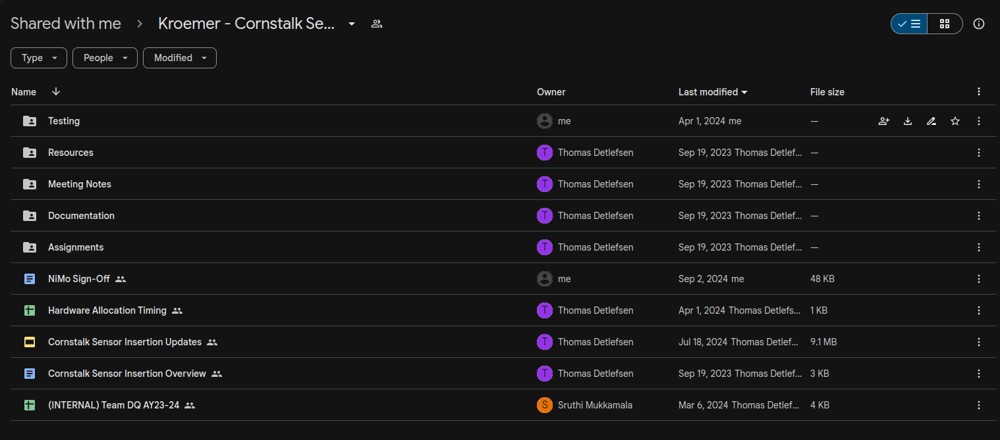 Shared with me > Kroemer - Cornstalk Se...
Type People Modified
Name Owner Last modified File size
Testing me Apr 1, 2024 me —
T Resources Thomas Detlefsen Sep 19, 2023 Thomas Detlef... —
Meeting Notes T Thomas Detlefsen Sep 19, 2023 Thomas Detlef... —
Documentation T Thomas Detlefsen Sep 19, 2023 Thomas Detlef... —
Assignments T Thomas Detlefsen Sep 19, 2023 Thomas Detlef... —
NiMo Sign-Off me Sep 2, 2024 me 48 KB
Hardware Allocation Timing T Thomas Detlefsen Apr 1, 2024 Thomas Detlefs... 1 KB
Cornstalk Sensor Insertion Updates T Thomas Detlefsen Jul 18, 2024 Thomas Detlef... 9.1 MB
Cornstalk Sensor Insertion Overview T Thomas Detlefsen Sep 19, 2023 Thomas Detlef... 3 KB
(INTERNAL) Team DQ AY23-24 S Sruthi Mukkamala Mar 6, 2024 Thomas Detlef... 4 KB